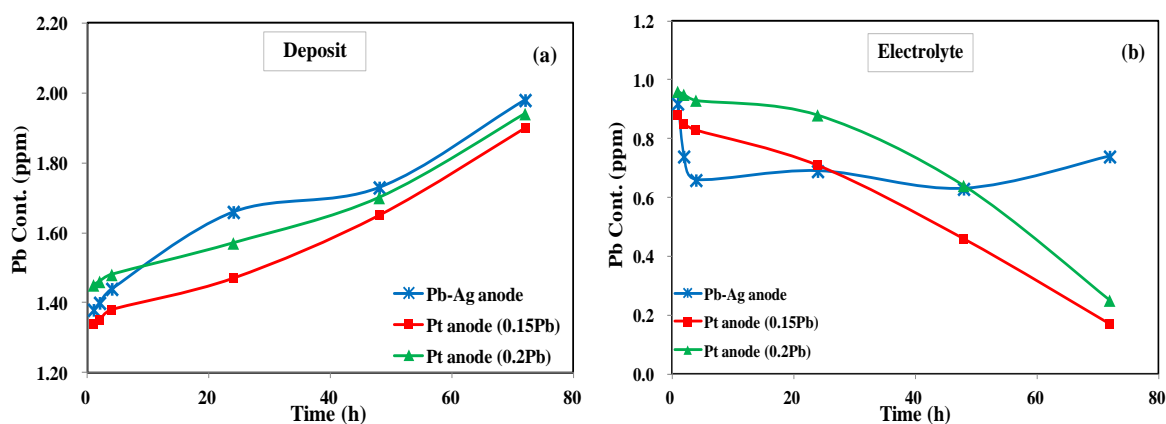 2.20
2.00
1.80
1.60
1.40
1.20
Pb Cont. (ppm)
Deposit
(a)
Pb-Ag anode
Pt anode (0.15Pb)
Pt anode (0.2Pb)
0 20 40 60 80
Time (h)
1.2
1.0
0.8
0.6
0.4
0.2
0.0
Pb Cont. (ppm)
Electrolyte
(b)
Pb-Ag anode
Pt anode (0.15Pb)
Pt anode (0.2Pb)
0 20 40 60 80
Time (h)